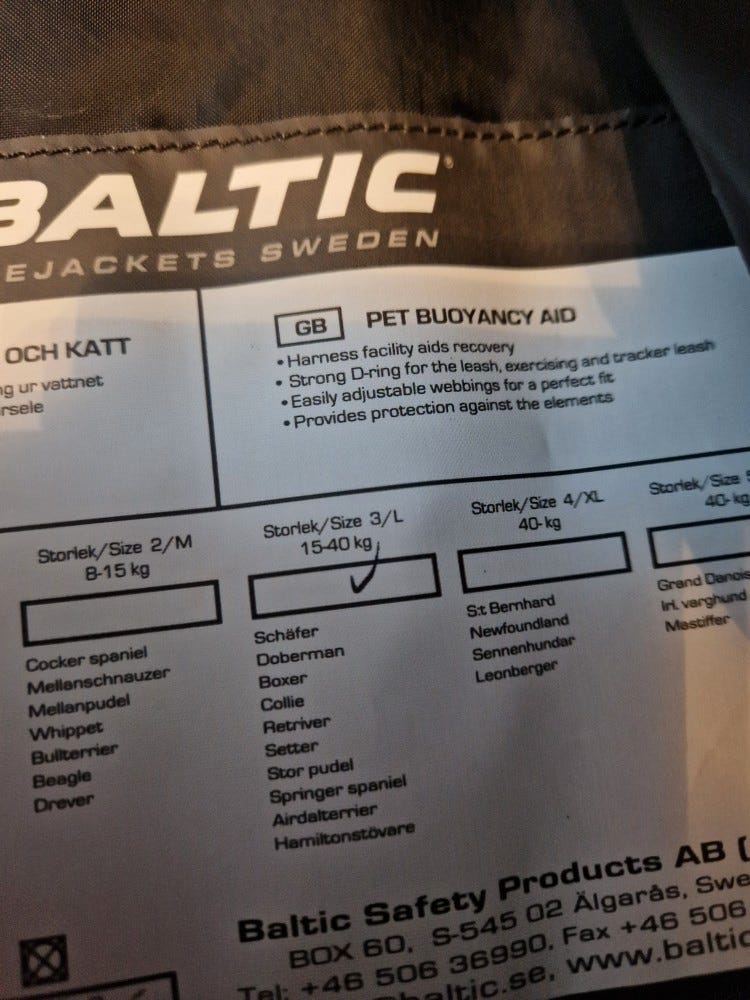 BALTIC
EJACKETS SWEDEN
OCH KATT
ng ur vattnet
rsele
GB PET BUOYANCY AID
• Harness facility aids recovery
• Strong D-ring for the leash, exercising and tracker leash
• Easily adjustable webbings for a perfect fit
• Provides protection against the elements
Storlek/Size 2/M
8-15 kg
Cocker spaniel
Mellanschnauzer
Mellanpudel
Whippet
Bullterrier
Beagle
Drever
Storlek/Size 3/L
15-40 kg
Schäfer
Doberman
Boxer
Collie
Retriver
Setter
Stor pudel
Springer spaniel
Airdalterrier
Hamiltonstövare
Storlek/Size 4/XL
40- kg
S:t Bernhard
Newfoundland
Sennenhundar
Leonberger
Storlek/Size
40- kg
Grand Danois
Irl. varghund
Mastiffer
Baltic Safety Products AB (
BOX 60, S-545 02 Älgarås, Swe
Tel: +46 506 36990, Fax +46 506
@baltic.se, www.baltic